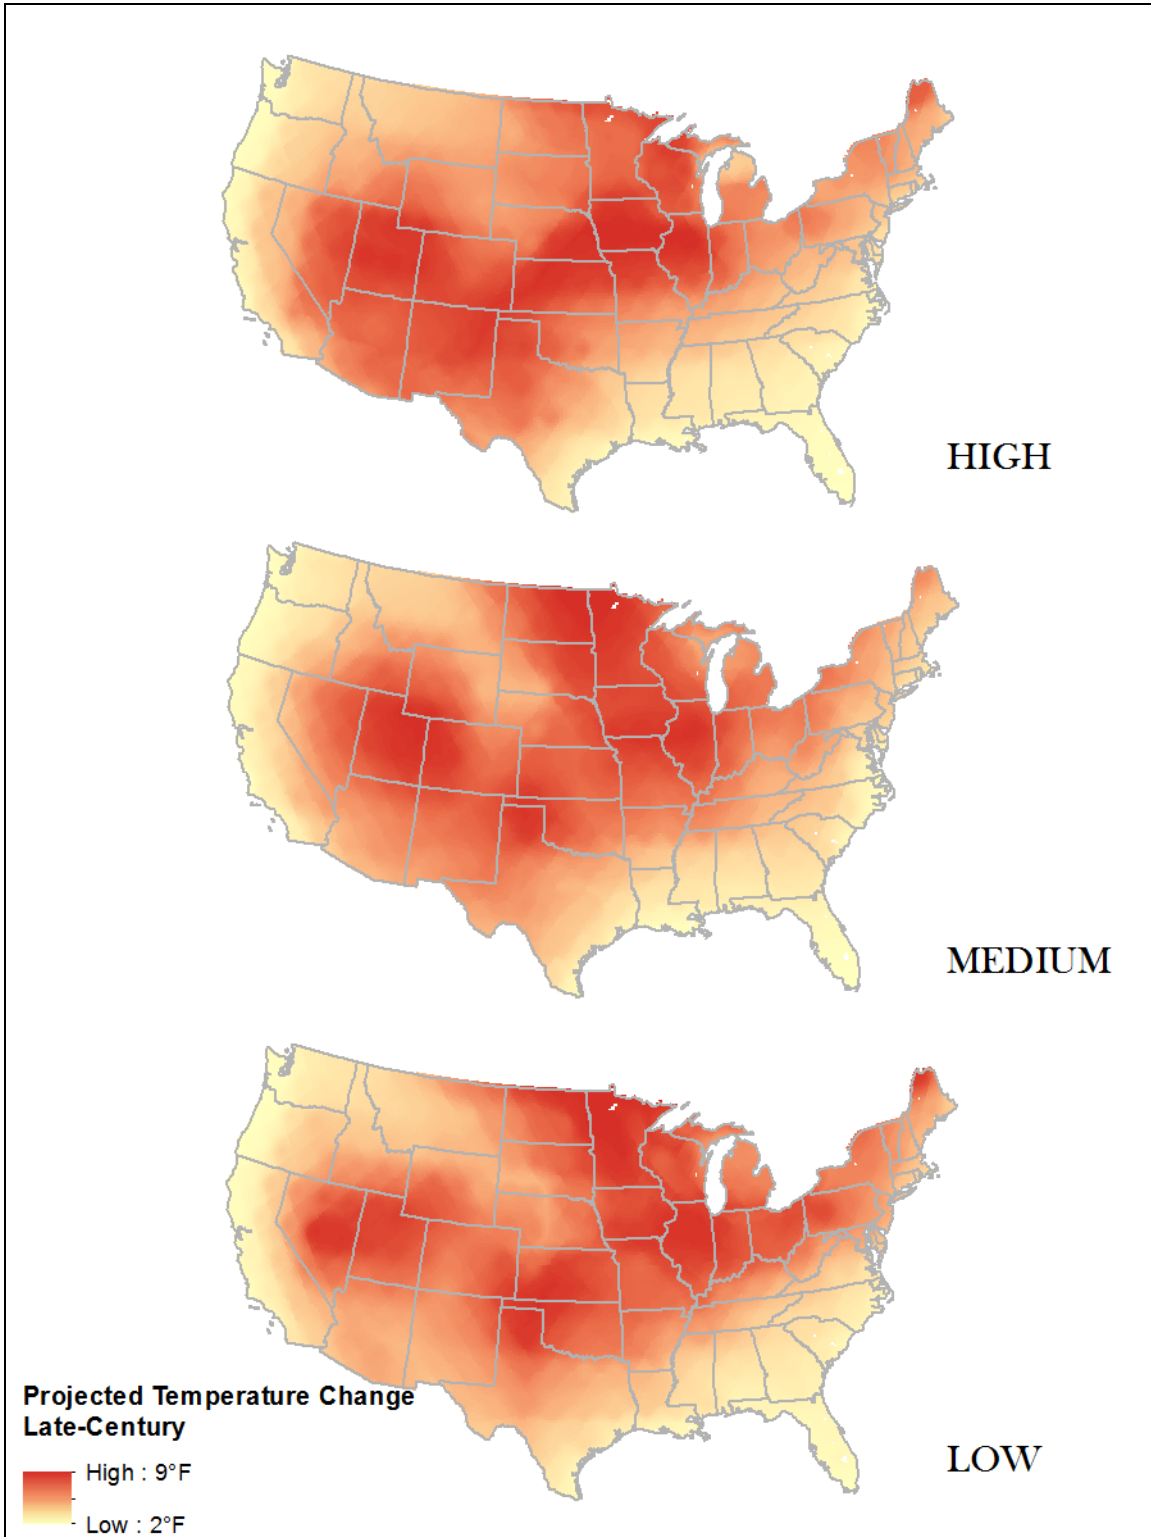 HIGH
MEDIUM
LOW
Projected Temperature Change
Late-Century
High : 9°F
Low : 2°F